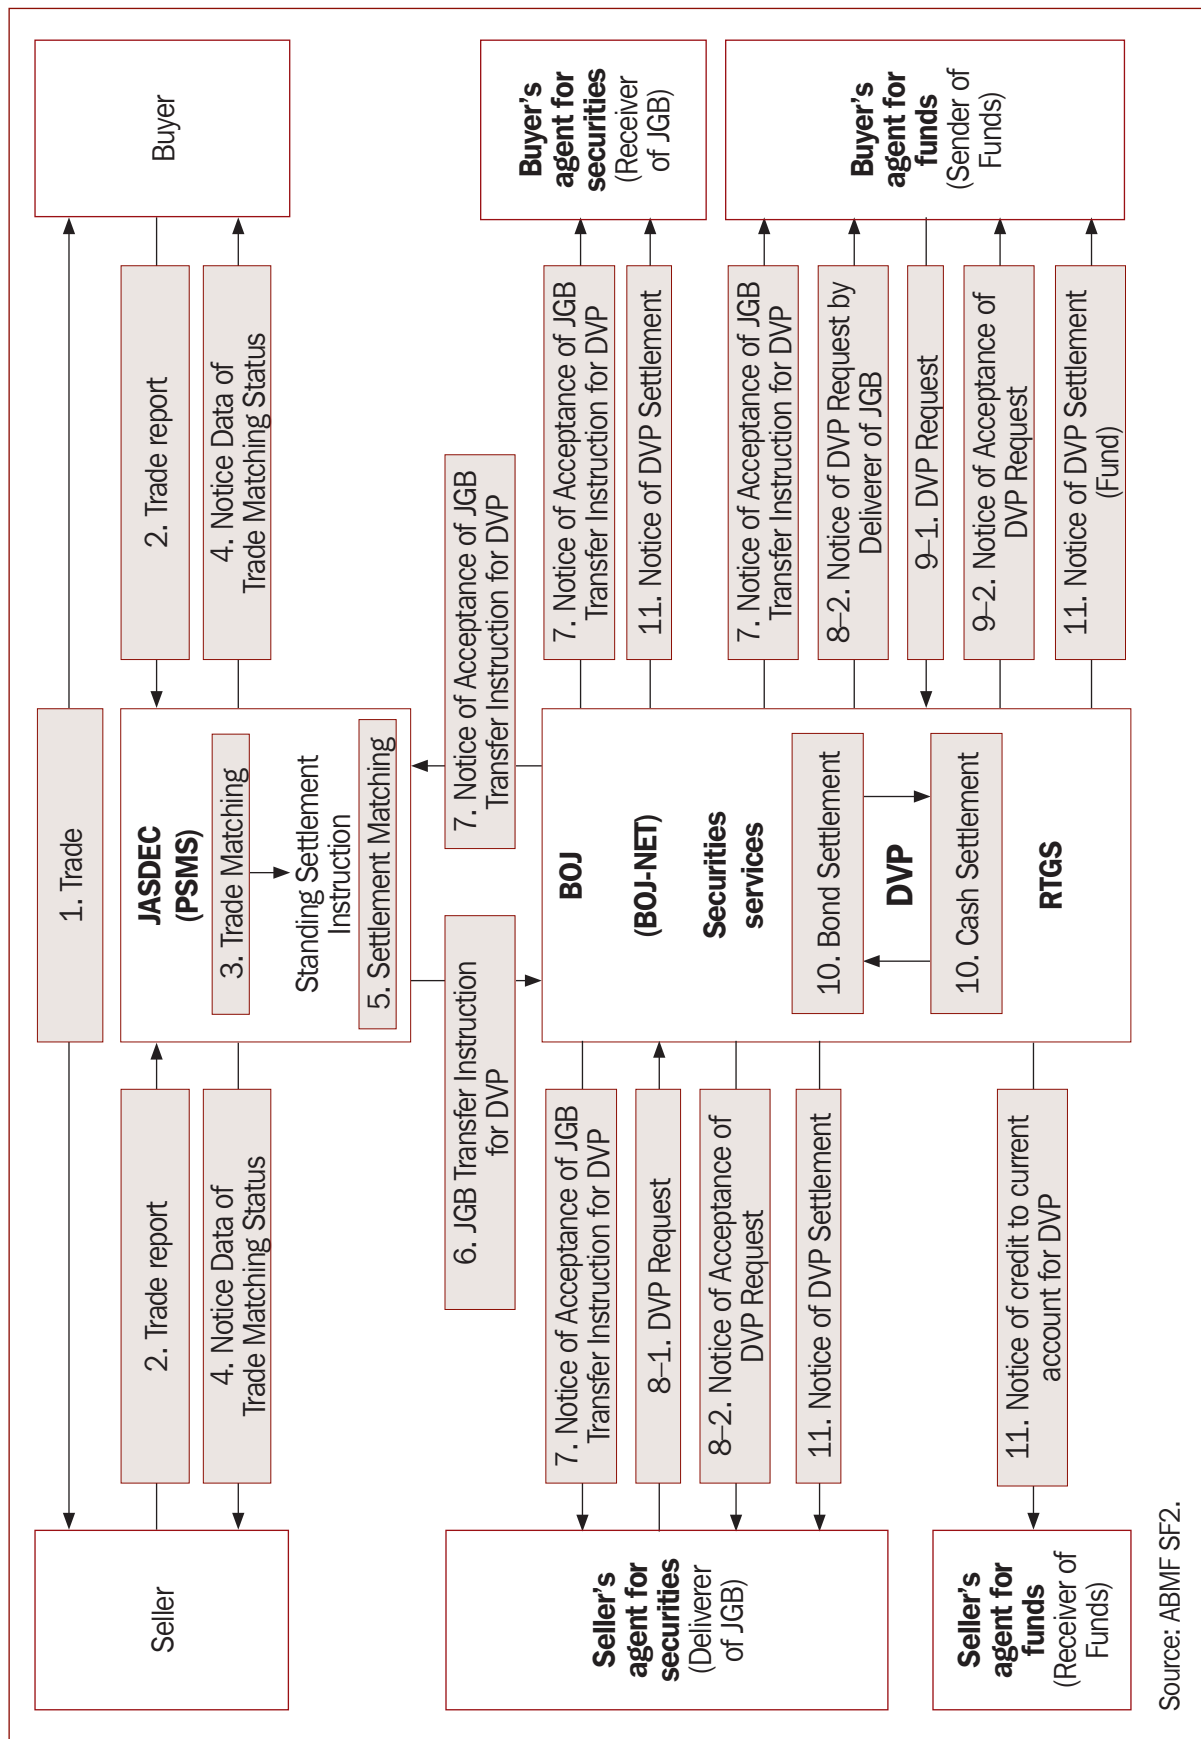 1. Trade
Seller
2. Trade report
4. Notice Data of
Trade Matching Status
JASDEC
(PSMS)
3. Trade Matching
Standing Settlement
Instruction
5. Settlement Matching
2. Trade report
4. Notice Data of
Trade Matching Status
Buyer
6. JGB Transfer Instruction
for DVP
7. Notice of Acceptance of JGB
Transfer Instruction for DVP
Seller's
agent for
securities
(Deliverer
of JGB)
7. Notice of Acceptance of JGB
Transfer Instruction for DVP
8–1. DVP Request
8–2. Notice of Acceptance of
DVP Request
11. Notice of DVP Settlement
BOJ
(BOJ-NET)
Securities
services
10. Bond Settlement
DVP
10. Cash Settlement
RTGS
7. Notice of Acceptance of JGB
Transfer Instruction for DVP
11. Notice of DVP Settlement
Buyer's
agent for
securities
(Receiver
of JGB)
7. Notice of Acceptance of JGB
Transfer Instruction for DVP
8–2. Notice of DVP Request by
Deliverer of JGB
9–1. DVP Request
9–2. Notice of Acceptance of
DVP Request
11. Notice of DVP Settlement
(Fund)
Buyer's
agent for
funds
(Sender of
Funds)
Seller's
agent for
funds
(Receiver of
Funds)
11. Notice of credit to current
account for DVP
Source: ABMF SF2.